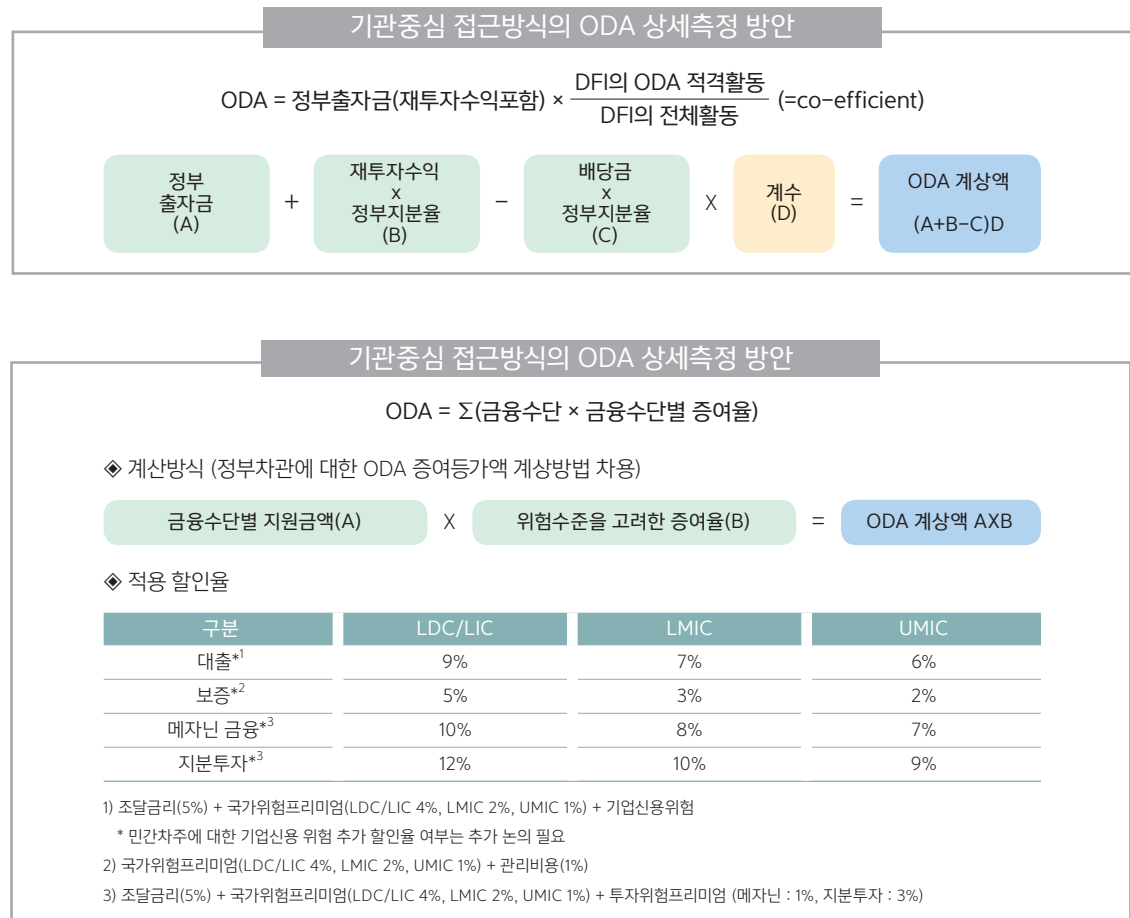 기관중심 접근방식의 ODA 상세측정 방안
ODA = 정부출자금(재투자수익포함) × DFI의 ODA 적격활동 / DFI의 전체활동 (=co-efficient)
정부
출자금
(A)
+
재투자수익
x
정부지분율
(B)
−
배당금
x
정부지분율
(C)
X
계수
(D)
=
ODA 계상액
(A+B−C)D
기관중심 접근방식의 ODA 상세측정 방안
ODA = Σ(금융수단 × 금융수단별 증여율)
◈ 계산방식 (정부차관에 대한 ODA 증여등가액 계상방법 차용)
금융수단별 지원금액(A) X 위험수준을 고려한 증여율(B) = ODA 계상액 AXB
◈ 적용 할인율
구분 LDC/LIC LMIC UMIC
대출*1 9% 7% 6%
보증*2 5% 3% 2%
메자닌 금융*3 10% 8% 7%
지분투자*3 12% 10% 9%
1) 조달금리(5%) + 국가위험프리미엄(LDC/LIC 4%, LMIC 2%, UMIC 1%) + 기업신용위험
* 민간차주에 대한 기업신용 위험 추가 할인율 여부는 추가 논의 필요
2) 국가위험프리미엄(LDC/LIC 4%, LMIC 2%, UMIC 1%) + 관리비용(1%)
3) 조달금리(5%) + 국가위험프리미엄(LDC/LIC 4%, LMIC 2%, UMIC 1%) + 투자위험프리미엄 (메자닌 : 1%, 지분투자 : 3%)